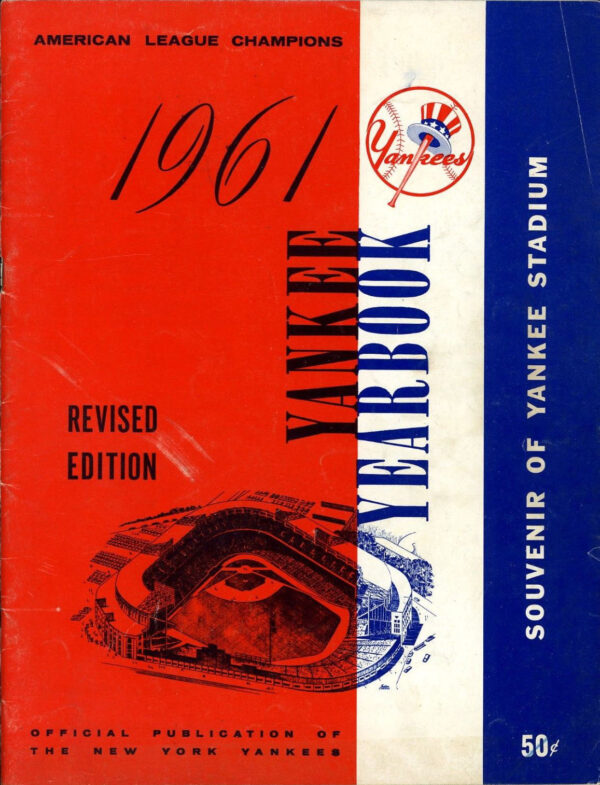 AMERICAN LEAGUE CHAMPIONS
1961
Yankees
YANKEE
YEARBOOK
REVISED
EDITION
SOUVENIR OF YANKEE STADIUM
OFFICIAL PUBLICATION OF
THE NEW YORK YANKEES
50¢